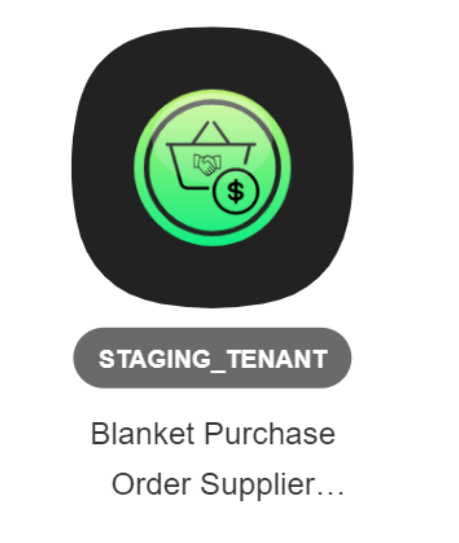 $
STAGING_TENANT
Blanket Purchase
Order Supplier…